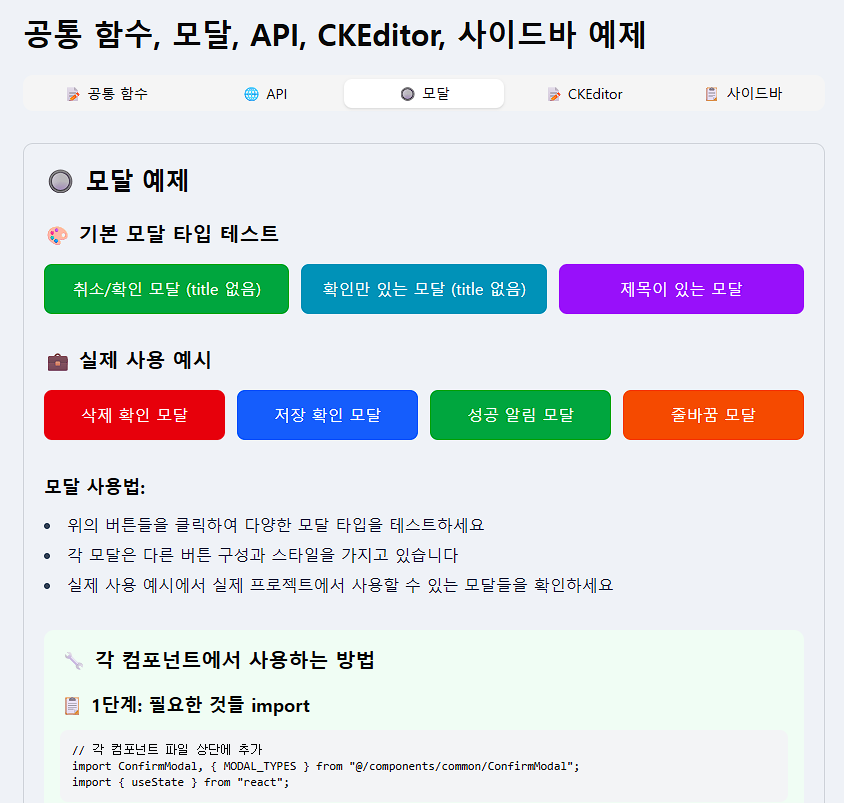 공통 함수, 모달, API, CKEditor, 사이드바 예제
공통 함수
API
모달
CKEditor
사이드바
모달 예제
기본 모달 타입 테스트
취소/확인 모달 (title 없음)
확인만 있는 모달 (title 없음)
제목이 있는 모달
실제 사용 예시
삭제 확인 모달
저장 확인 모달
성공 알림 모달
줄바꿈 모달
모달 사용법:
• 위의 버튼들을 클릭하여 다양한 모달 타입을 테스트하세요
• 각 모달은 다른 버튼 구성과 스타일을 가지고 있습니다
• 실제 사용 예시에서 실제 프로젝트에서 사용할 수 있는 모달들을 확인하세요
각 컴포넌트에서 사용하는 방법
1단계: 필요한 것들 import
// 각 컴포넌트 파일 상단에 추가
import ConfirmModal, { MODAL_TYPES } from "@/components/common/ConfirmModal";
import { useState } from "react";